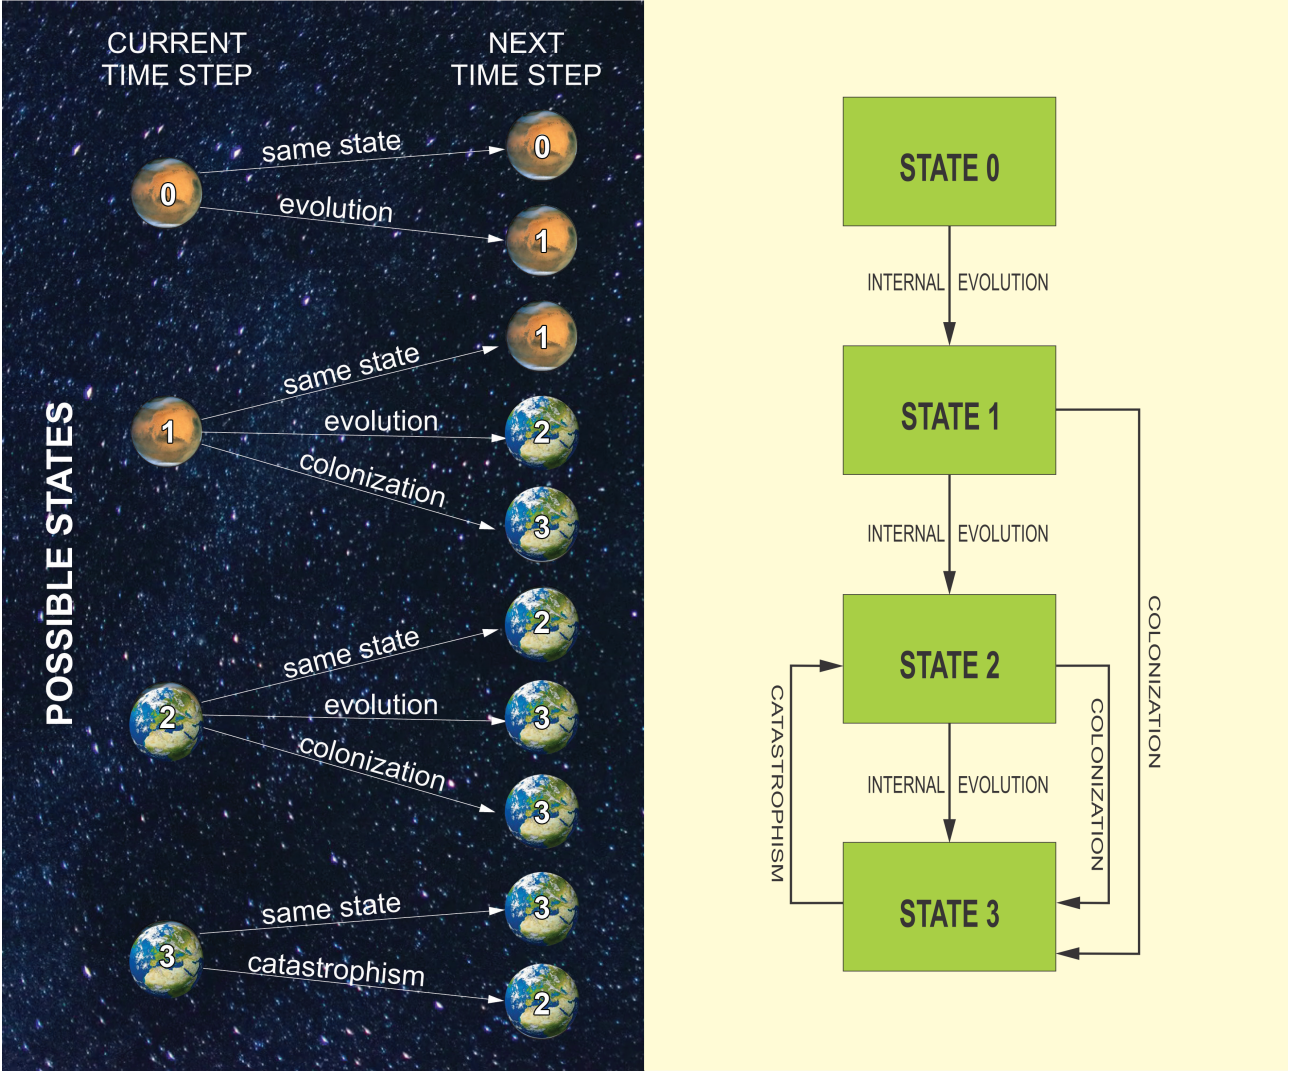 CURRENT
TIME STEP
NEXT
TIME STEP
POSSIBLE STATES
0
same state
0
evolution
1
1
same state
1
evolution
2
colonization
3
2
same state
2
evolution
3
colonization
3
3
same state
3
catastrophism
2
STATE 0
INTERNAL EVOLUTION
STATE 1
INTERNAL EVOLUTION
COLONIZATION
STATE 2
CATASTROPHISM
INTERNAL EVOLUTION
COLONIZATION
STATE 3